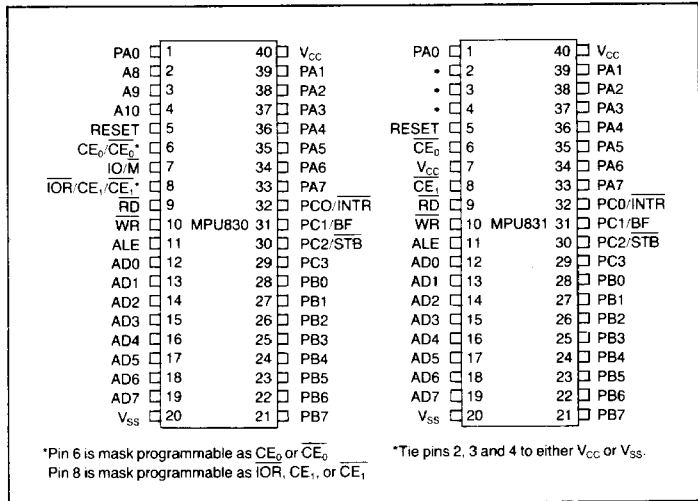 PA0 1 40 VCC
A8 2 39 PA1
A9 3 38 PA2
A10 4 37 PA3
RESET 5 36 PA4
CE0/CE0* 6 35 PA5
IO/M 7 34 PA6
IOR/CE1/CE1* 8 33 PA7
RD 9 32 PCO/INTR
WR 10 MPU830 31 PC1/BF
ALE 11 30 PC2/STB
AD0 12 29 PC3
AD1 13 28 PB0
AD2 14 27 PB1
AD3 15 26 PB2
AD4 16 25 PB3
AD5 17 24 PB4
AD6 18 23 PB5
AD7 19 22 PB6
VSS 20 21 PB7
*Pin 6 is mask programmable as CE0 or CE0
Pin 8 is mask programmable as IOR, CE1, or CE1
PA0 1 40 VCC
* 2 39 PA1
* 3 38 PA2
* 4 37 PA3
RESET 5 36 PA4
CE0 6 35 PA5
VCC 7 34 PA6
CE1 8 33 PA7
RD 9 32 PC0/INTR
WR 10 MPU831 31 PC1/BF
ALE 11 30 PC2/STB
AD0 12 29 PC3
AD1 13 28 PB0
AD2 14 27 PB1
AD3 15 26 PB2
AD4 16 25 PB3
AD5 17 24 PB4
AD6 18 23 PB5
AD7 19 22 PB6
VSS 20 21 PB7
*Tie pins 2, 3 and 4 to either VCC or VSS.